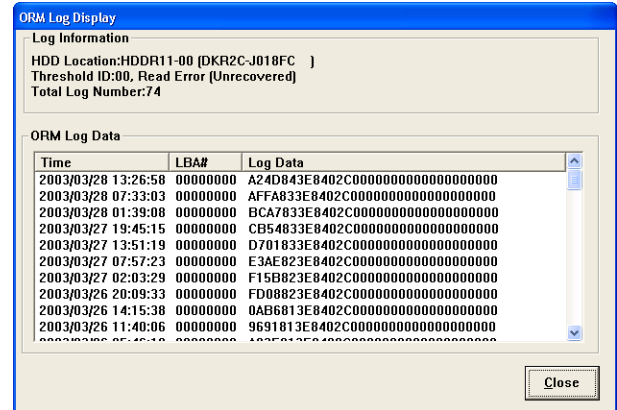 ORM Log Display
Log Information
HDD Location:HDDR11-00 (DKR2C-J018FC   )
Threshold ID:00, Read Error (Unrecovered)
Total Log Number:74
ORM Log Data
Time LBA# Log Data
2003/03/28 13:26:58 00000000 A24D843E8402C0000000000000000000
2003/03/28 07:33:03 00000000 AFFA833E8402C0000000000000000000
2003/03/28 01:39:08 00000000 BCA7833E8402C0000000000000000000
2003/03/27 19:45:15 00000000 CB54833E8402C0000000000000000000
2003/03/27 13:51:19 00000000 D701833E8402C0000000000000000000
2003/03/27 07:57:23 00000000 E3AE823E8402C0000000000000000000
2003/03/27 02:03:29 00000000 F15B823E8402C0000000000000000000
2003/03/26 20:09:33 00000000 FD08823E8402C0000000000000000000
2003/03/26 14:15:38 00000000 0AB6813E8402C0000000000000000000
2003/03/26 11:40:06 00000000 9691813E8402C0000000000000000000
Close